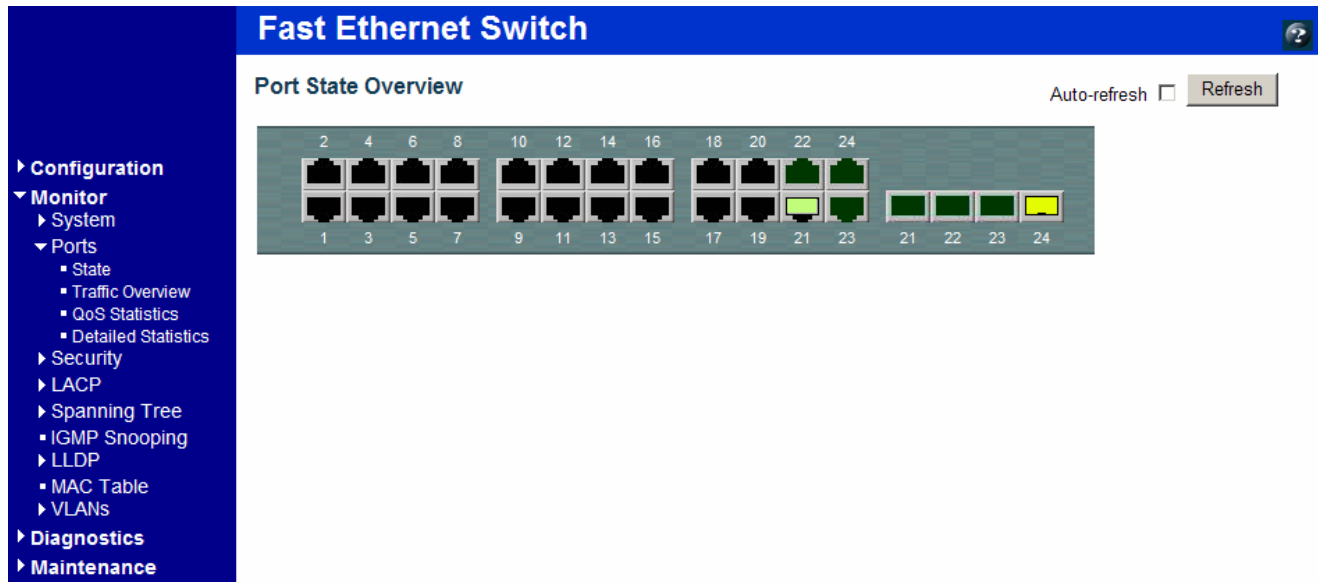 Fast Ethernet Switch
?
Port State Overview
Auto-refresh Refresh
2 4 6 8 10 12 14 16 18 20 22 24
1 3 5 7 9 11 13 15 17 19 21 23 21 22 23 24
Configuration
Monitor
System
Ports
State
Traffic Overview
QoS Statistics
Detailed Statistics
Security
LACP
Spanning Tree
IGMP Snooping
LLDP
MAC Table
VLANs
Diagnostics
Maintenance